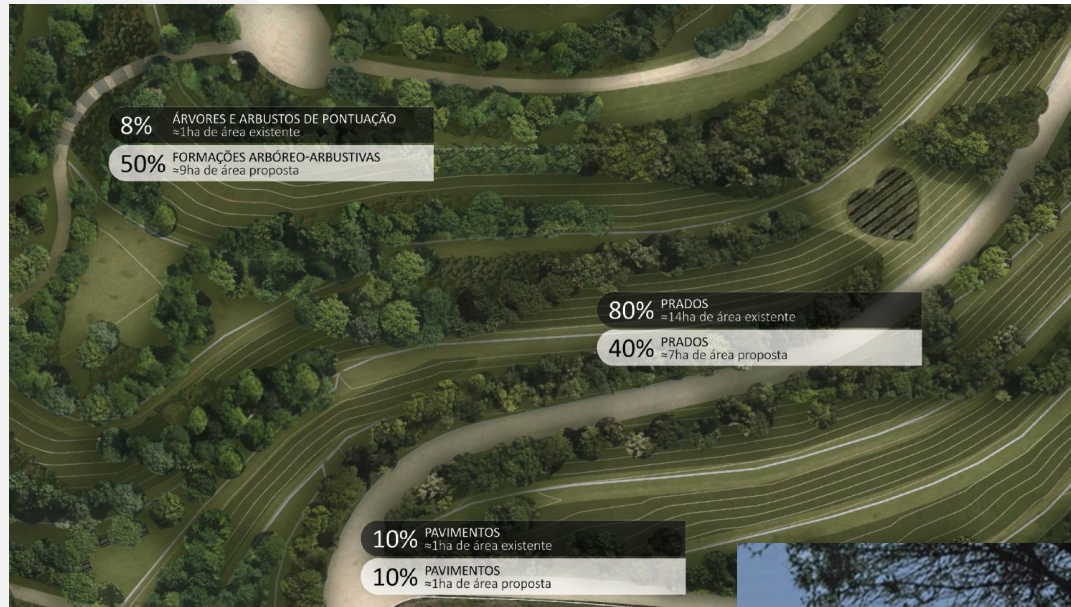 8% ÁRVORES E ARBUSTOS DE PONTUAÇÃO
≈1ha de área existente
50% FORMAÇÕES ARBÓREO-ARBUSTIVAS
≈9ha de área proposta
80% PRADOS
≈14ha de área existente
40% PRADOS
≈7ha de área proposta
10% PAVIMENTOS
≈1ha de área existente
10% PAVIMENTOS
≈1ha de área proposta